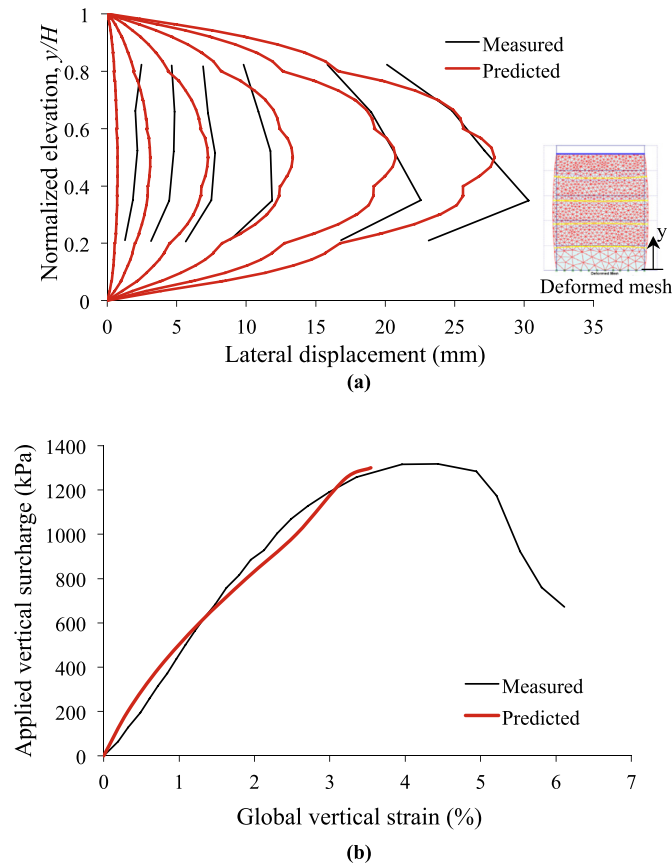 1
0.8
0.6
0.4
0.2
0
Normalized elevation, y/H
Measured
Predicted
y
Deformed Mesh
Deformed mesh
0
5
10
15
20
25
30
35
Lateral displacement (mm)
(a)
1400
1200
1000
800
600
400
200
0
Applied vertical surcharge (kPa)
Measured
Predicted
0
1
2
3
4
5
6
7
Global vertical strain (%)
(b)